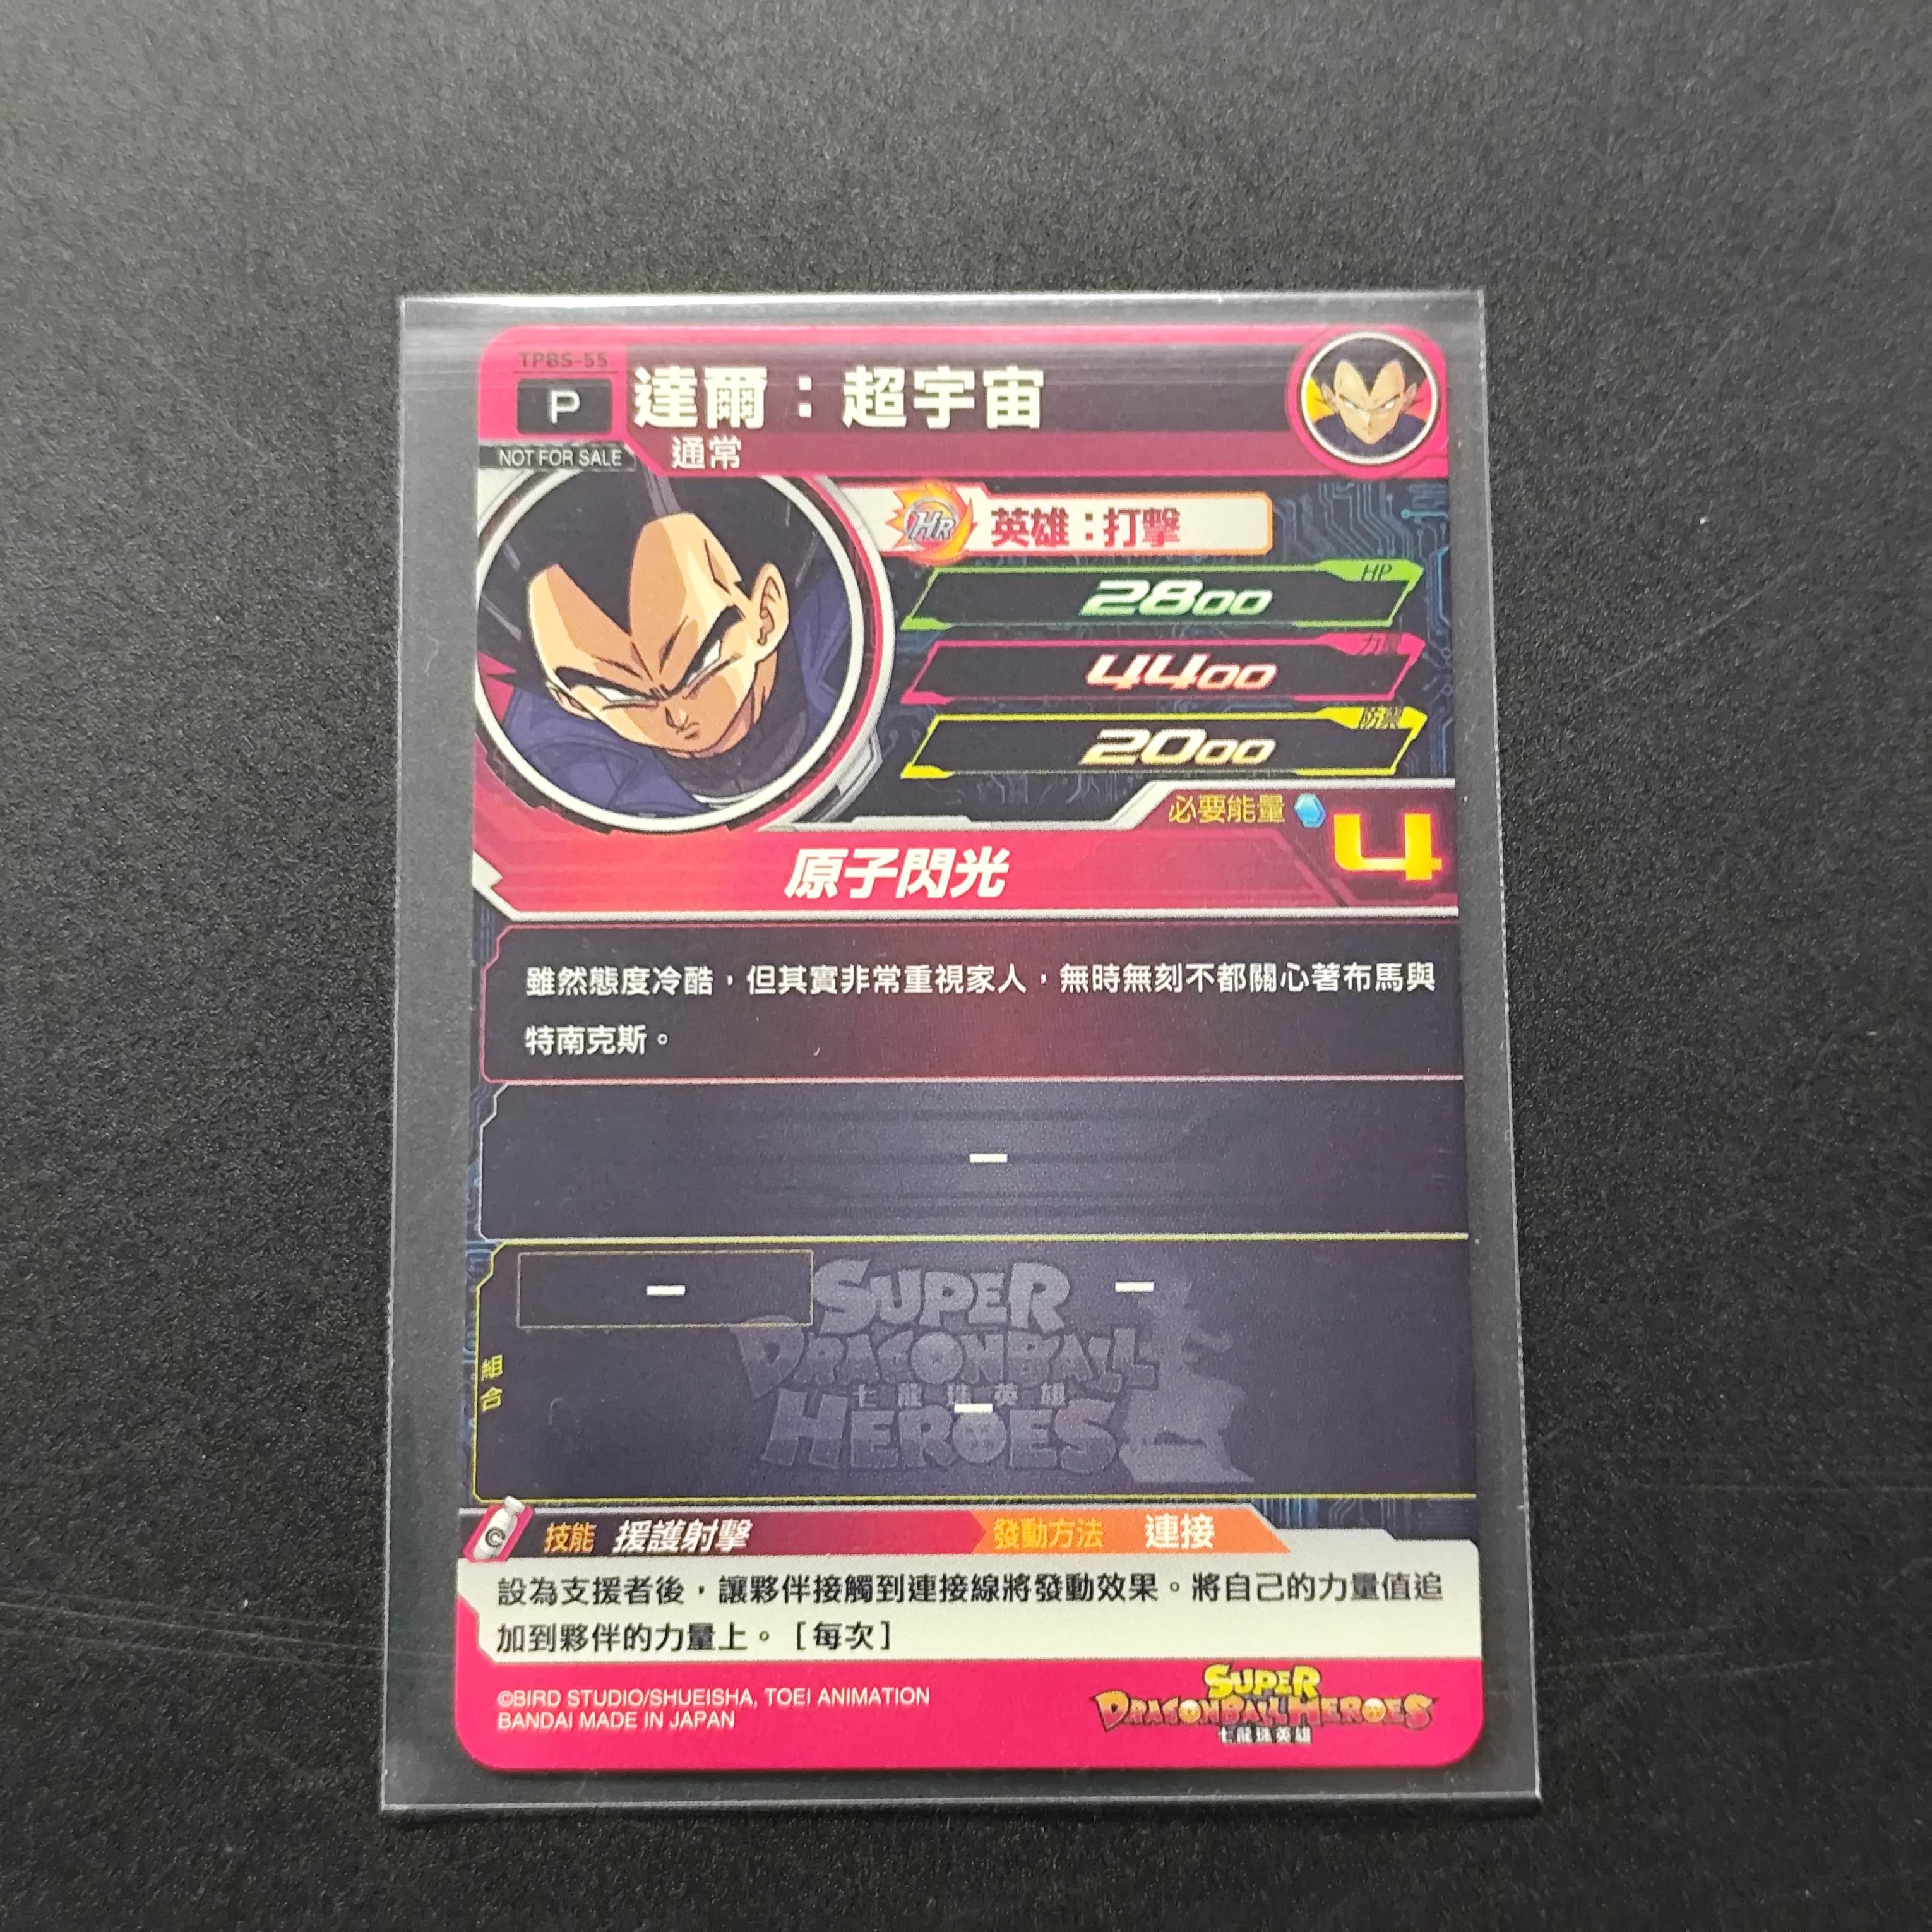 TPBS-55
P
達爾：超宇宙
NOT FOR SALE
通常
HR 英雄：打擊
HP
2800
力量
4400
防禦
2000
必要能量 4
原子閃光
雖然態度冷酷，但其實非常重視家人，無時無刻不都關心著布馬與
特南克斯。
-
- -
SUPER
DRAGONBALL
七龍珠英雄
-
HEROES
組合
技能 援護射擊 發動方法 連接
設為支援者後，讓夥伴接觸到連接線將發動效果。將自己的力量值追
加到夥伴的力量上。［每次］
©BIRD STUDIO/SHUEISHA, TOEI ANIMATION
BANDAI MADE IN JAPAN
SUPER
DRAGONBALL HEROES
七龍珠英雄